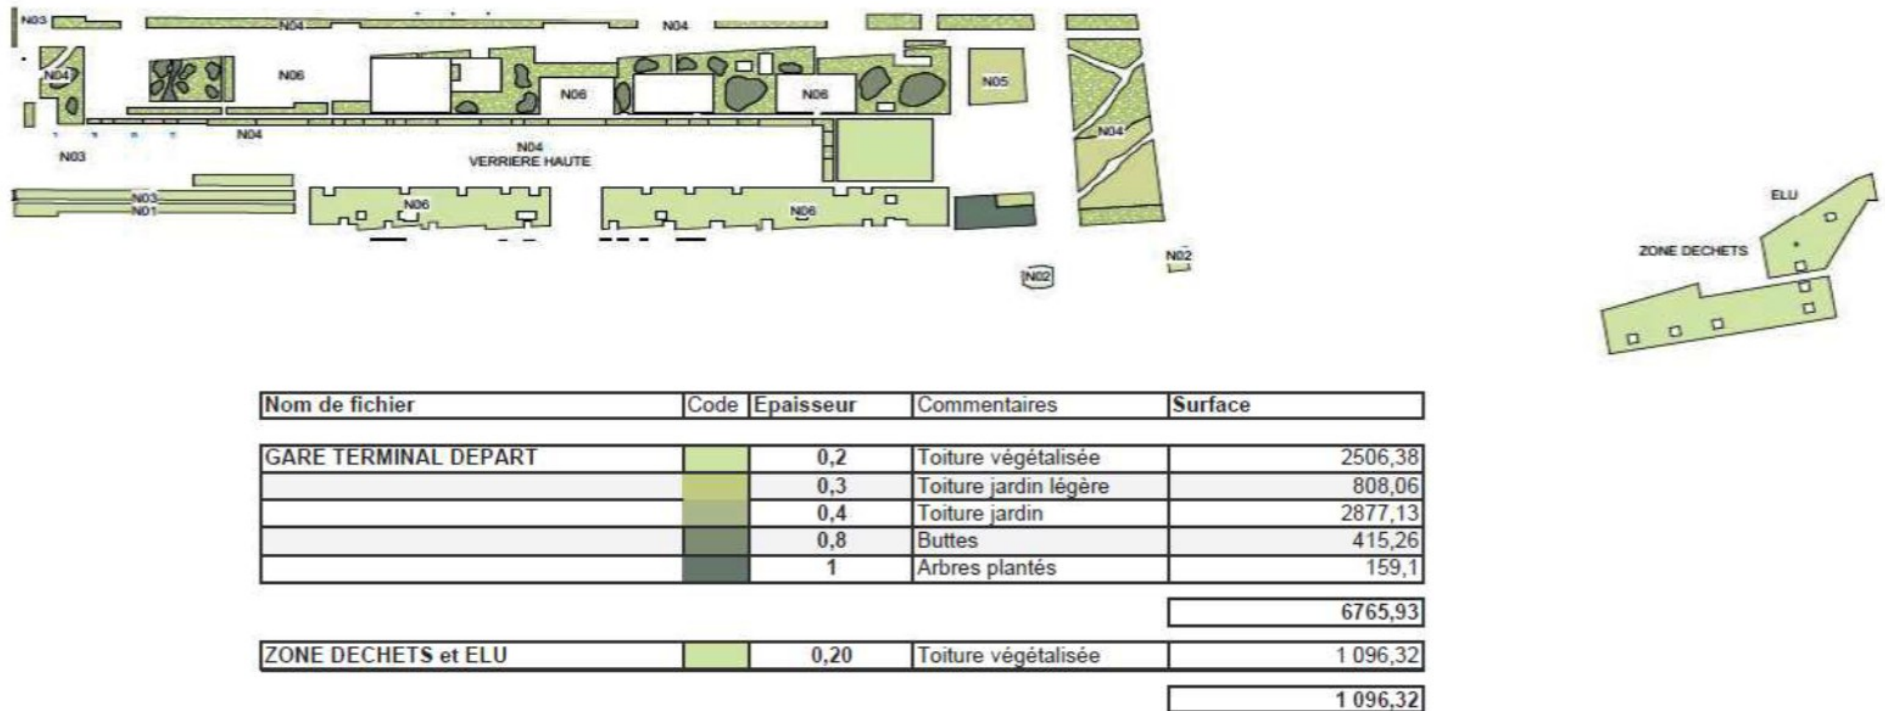 N03
N04
N04
N04
N06
N06
N06
N05
N04
N04
N04
VERRIERE HAUTE
N03
N03
N01
N06
N06
N02
N02
ELU
ZONE DECHETS
Nom de fichier Code Epaisseur Commentaires Surface
GARE TERMINAL DEPART 0,2 Toiture végétalisée 2506,38
0,3 Toiture jardin légère 808,06
0,4 Toiture jardin 2877,13
0,8 Buttes 415,26
1 Arbres plantés 159,1
6765,93
ZONE DECHETS et ELU 0,20 Toiture végétalisée 1 096,32
1 096,32